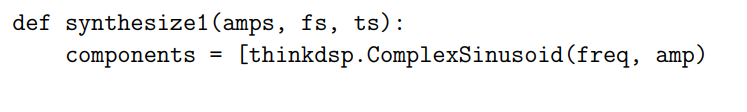 def synthesize1(amps, fs, ts):
    components = [thinkdsp.ComplexSinusoid(freq, amp)